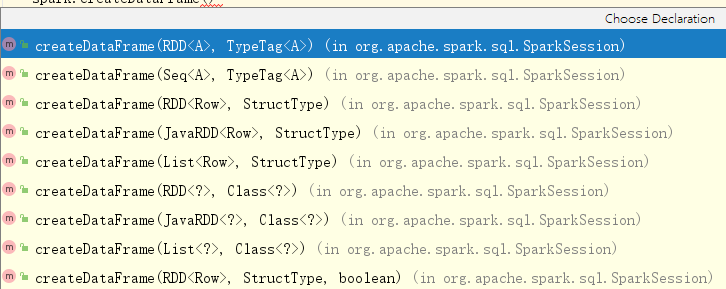 spark.createDataFrame()
Choose Declaration
m createDataFrame(RDD<A>, TypeTag<A>) (in org.apache.spark.sql.SparkSession)
m createDataFrame(Seq<A>, TypeTag<A>) (in org.apache.spark.sql.SparkSession)
m createDataFrame(RDD<Row>, StructType) (in org.apache.spark.sql.SparkSession)
m createDataFrame(JavaRDD<Row>, StructType) (in org.apache.spark.sql.SparkSession)
m createDataFrame(List<Row>, StructType) (in org.apache.spark.sql.SparkSession)
m createDataFrame(RDD<?>, Class<?>) (in org.apache.spark.sql.SparkSession)
m createDataFrame(JavaRDD<?>, Class<?>) (in org.apache.spark.sql.SparkSession)
m createDataFrame(List<?>, Class<?>) (in org.apache.spark.sql.SparkSession)
m createDataFrame(RDD<Row>, StructType, boolean) (in org.apache.spark.sql.SparkSession)